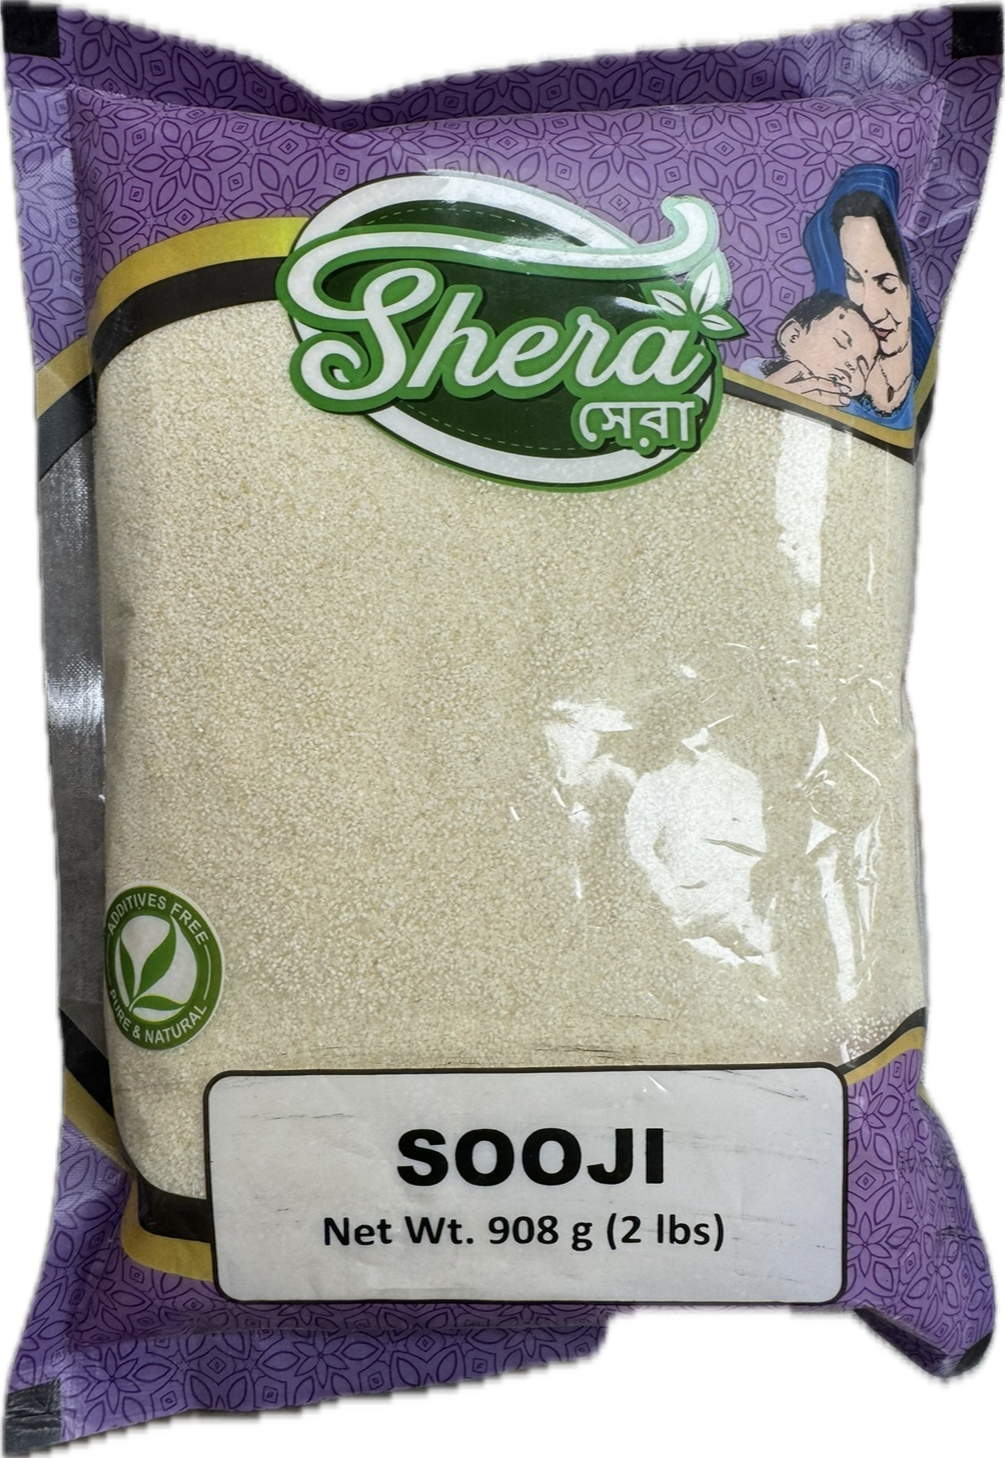 Shera
সেরা
ADDITIVES FREE
PURE & NATURAL
SOOJI
Net Wt. 908 g (2 lbs)